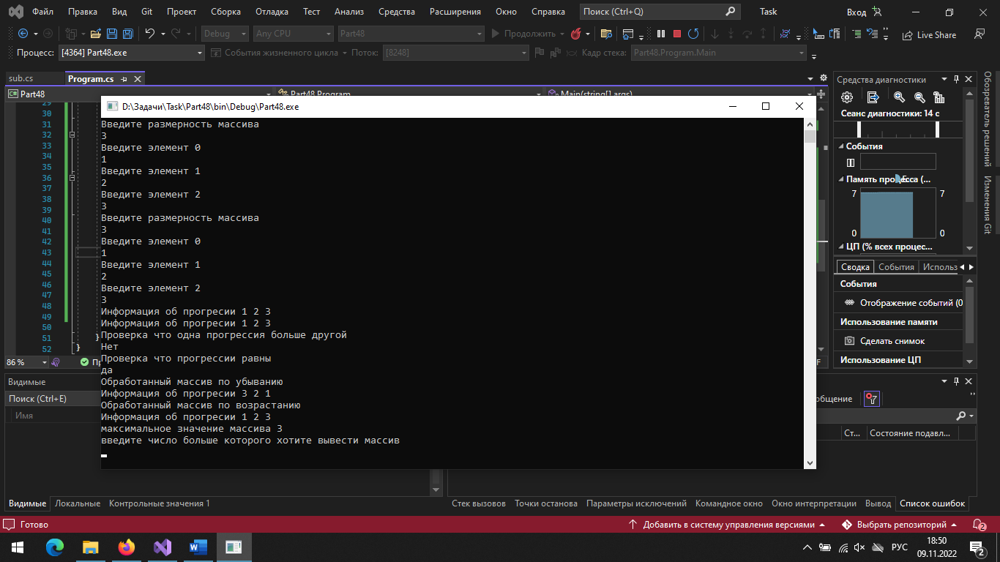 Файл Правка Вид Git Проект Сборка Отладка Тест Анализ Средства Расширения Окно Справка Поиск (Ctrl+Q) Task Вход
Debug Any CPU Part48 Продолжить Live Share
Процесс: [4364] Part48.exe События жизненного цикла Поток: [8248] Кадр стека: Part48.Program.Main
sub.cs Program.cs
Part48 Part48.Program Main(string[] args)
D:\Задачи\Task\Part48\bin\Debug\Part48.exe
29
30
31
32
33
34
35
36
37
38
39
40
41
42
43
44
45
46
47
48
49
50
51 }
52 }
Введите размерность массива
3
Введите элемент 0
1
Введите элемент 1
2
Введите элемент 2
3
Введите размерность массива
3
Введите элемент 0
1
Введите элемент 1
2
Введите элемент 2
3
Информация об прогресии 1 2 3
Информация об прогресии 1 2 3
Проверка что одна прогрессия больше другой
Нет
Проверка что прогрессии равны
да
Обработанный массив по убыванию
Информация об прогресии 3 2 1
Обработанный массив по возрастанию
Информация об прогресии 1 2 3
максимальное значение массива 3
введите число больше которого хотите вывести массив
Средства диагностики
Сеанс диагностики: 14 с
События
Память процесса (...
7 7
0 0
ЦП (% всех процес...
Сводка События Использ
События
Отображение событий (0
Использование памяти
Сделать снимок
Использование ЦП
Обозреватель решений
Изменения Git
86 %
Видимые
Поиск (Ctrl+E)
Имя
общение
Ст... Состояние подавл...
Видимые Локальные Контрольные значения 1
Стек вызовов Точки останова Параметры исключений Командное окно Окно интерпретации Вывод Список ошибок
Готово Добавить в систему управления версиями Выбрать репозиторий 2
РУС 18:50
09.11.2022 2